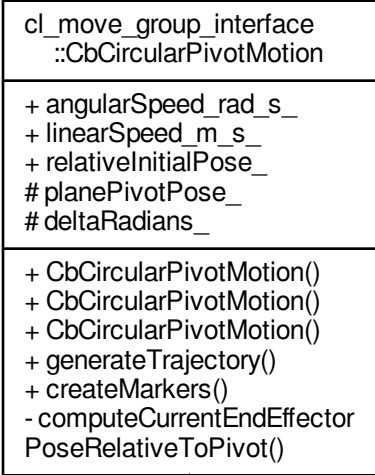 cl_move_group_interface
::CbCircularPivotMotion
+ angularSpeed_rad_s_
+ linearSpeed_m_s_
+ relativeInitialPose_
# planePivotPose_
# deltaRadians_
+ CbCircularPivotMotion()
+ CbCircularPivotMotion()
+ CbCircularPivotMotion()
+ generateTrajectory()
+ createMarkers()
- computeCurrentEndEffector
PoseRelativeToPivot()